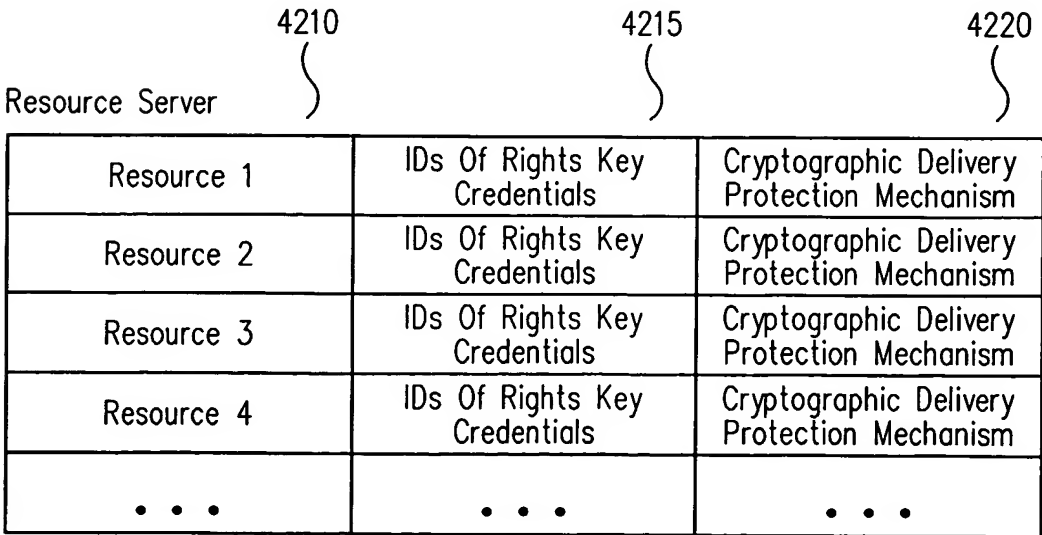 4210 4215 4220
Resource Server
Resource 1 IDs Of Rights Key Credentials Cryptographic Delivery Protection Mechanism
Resource 2 IDs Of Rights Key Credentials Cryptographic Delivery Protection Mechanism
Resource 3 IDs Of Rights Key Credentials Cryptographic Delivery Protection Mechanism
Resource 4 IDs Of Rights Key Credentials Cryptographic Delivery Protection Mechanism
• • • • • • • • •